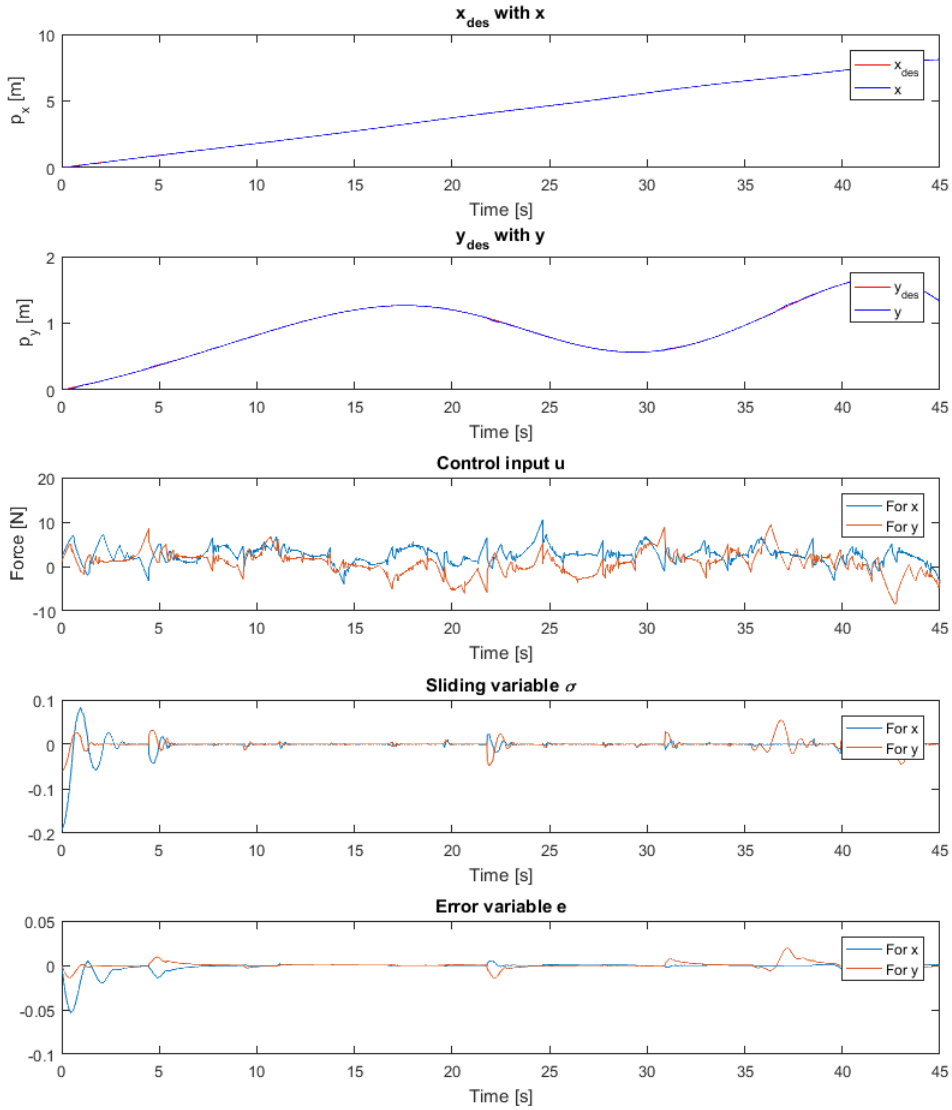 x_des with x
10
5
0
p_x [m]
x_des
x
0 5 10 15 20 25 30 35 40 45
Time [s]
y_des with y
2
1
0
p_y [m]
y_des
y
0 5 10 15 20 25 30 35 40 45
Time [s]
Control input u
20
10
0
-10
Force [N]
For x
For y
0 5 10 15 20 25 30 35 40 45
Time [s]
Sliding variable σ
0.1
0
-0.1
-0.2
For x
For y
0 5 10 15 20 25 30 35 40 45
Time [s]
Error variable e
0.05
0
-0.05
-0.1
For x
For y
0 5 10 15 20 25 30 35 40 45
Time [s]